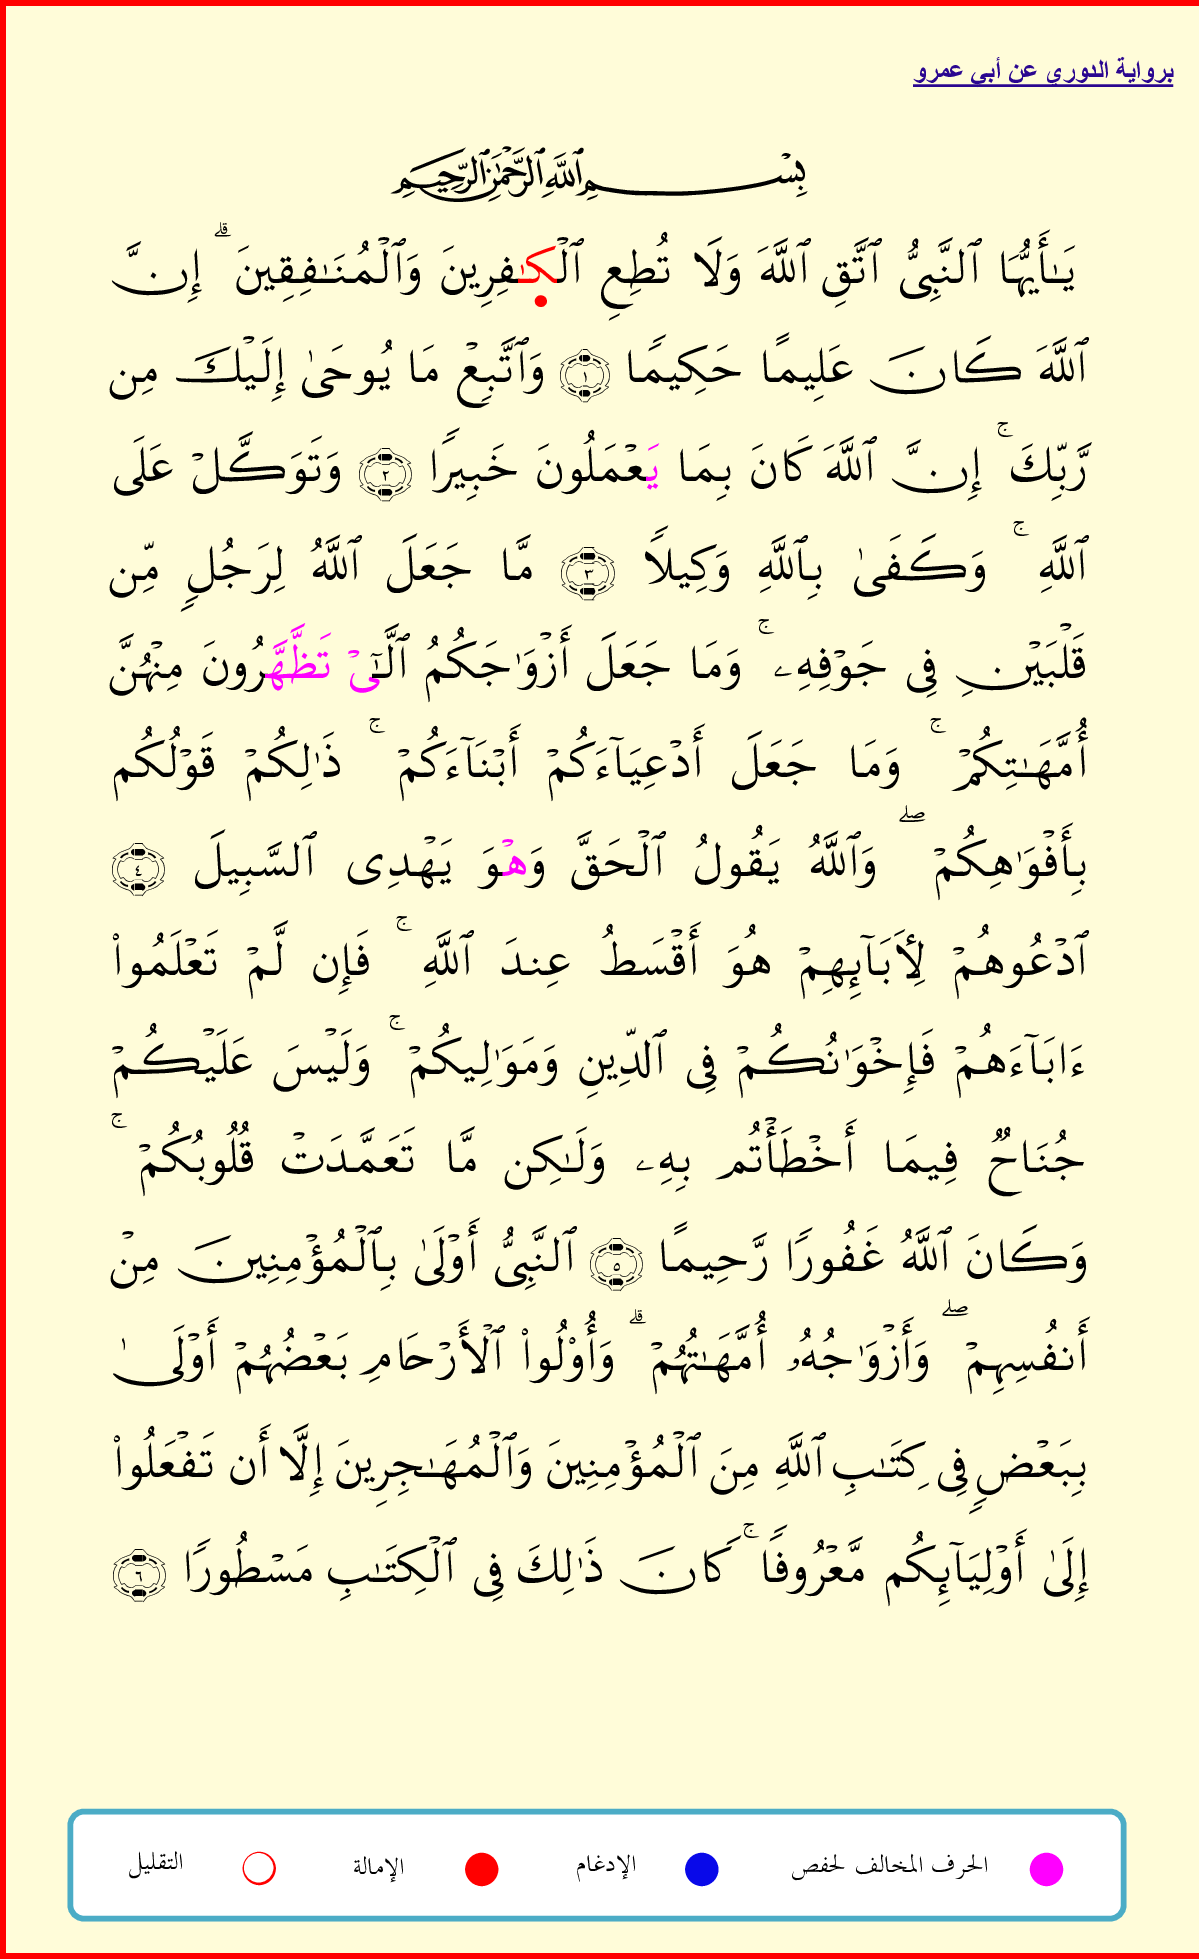 برواية الدوري عن أبي عمرو
بِسْمِ ٱللَّهِ ٱلرَّحْمَٰنِ ٱلرَّحِيمِ
يَـٰٓأَيُّهَا ٱلنَّبِىُّ ٱتَّقِ ٱللَّهَ وَلَا تُطِعِ ٱلْكَـٰفِرِينَ وَٱلْمُنَـٰفِقِينَ ۗ إِنَّ
ٱللَّهَ كَانَ عَلِيمًا حَكِيمًا ١ وَٱتَّبِعْ مَا يُوحَىٰ إِلَيْكَ مِن
رَّبِّكَ ۚ إِنَّ ٱللَّهَ كَانَ بِمَا يَعْمَلُونَ خَبِيرًا ٢ وَتَوَكَّلْ عَلَى
ٱللَّهِ ۚ وَكَفَىٰ بِٱللَّهِ وَكِيلًا ٣ مَّا جَعَلَ ٱللَّهُ لِرَجُلٍ مِّن
قَلْبَيْنِ فِى جَوْفِهِۦ ۚ وَمَا جَعَلَ أَزْوَٰجَكُمُ ٱلَّـٰٓىْ تَظَّهَّرُونَ مِنْهُنَّ
أُمَّهَـٰتِكُمْ ۚ وَمَا جَعَلَ أَدْعِيَآءَكُمْ أَبْنَآءَكُمْ ۚ ذَٰلِكُمْ قَوْلُكُم
بِأَفْوَٰهِكُمْ ۖ وَٱللَّهُ يَقُولُ ٱلْحَقَّ وَهْوَ يَهْدِى ٱلسَّبِيلَ ٤
ٱدْعُوهُمْ لِأَبَآئِهِمْ هُوَ أَقْسَطُ عِندَ ٱللَّهِ ۚ فَإِن لَّمْ تَعْلَمُوا۟
ءَابَآءَهُمْ فَإِخْوَٰنُكُمْ فِى ٱلدِّينِ وَمَوَٰلِيكُمْ ۚ وَلَيْسَ عَلَيْكُمْ
جُنَاحٌ فِيمَا أَخْطَأْتُم بِهِۦ وَلَـٰكِن مَّا تَعَمَّدَتْ قُلُوبُكُمْ ۚ
وَكَانَ ٱللَّهُ غَفُورًا رَّحِيمًا ٥ ٱلنَّبِىُّ أَوْلَىٰ بِٱلْمُؤْمِنِينَ مِنْ
أَنفُسِهِمْ ۖ وَأَزْوَٰجُهُۥ أُمَّهَـٰتُهُمْ ۗ وَأُو۟لُوا۟ ٱلْأَرْحَامِ بَعْضُهُمْ أَوْلَىٰ
بِبَعْضٍ فِى كِتَـٰبِ ٱللَّهِ مِنَ ٱلْمُؤْمِنِينَ وَٱلْمُهَـٰجِرِينَ إِلَّا أَن تَفْعَلُوا۟
إِلَىٰ أَوْلِيَآئِكُم مَّعْرُوفًا ۚ كَانَ ذَٰلِكَ فِى ٱلْكِتَـٰبِ مَسْطُورًا ٦
الحرف المخالف لحفص الإدغام الإمالة التقليل